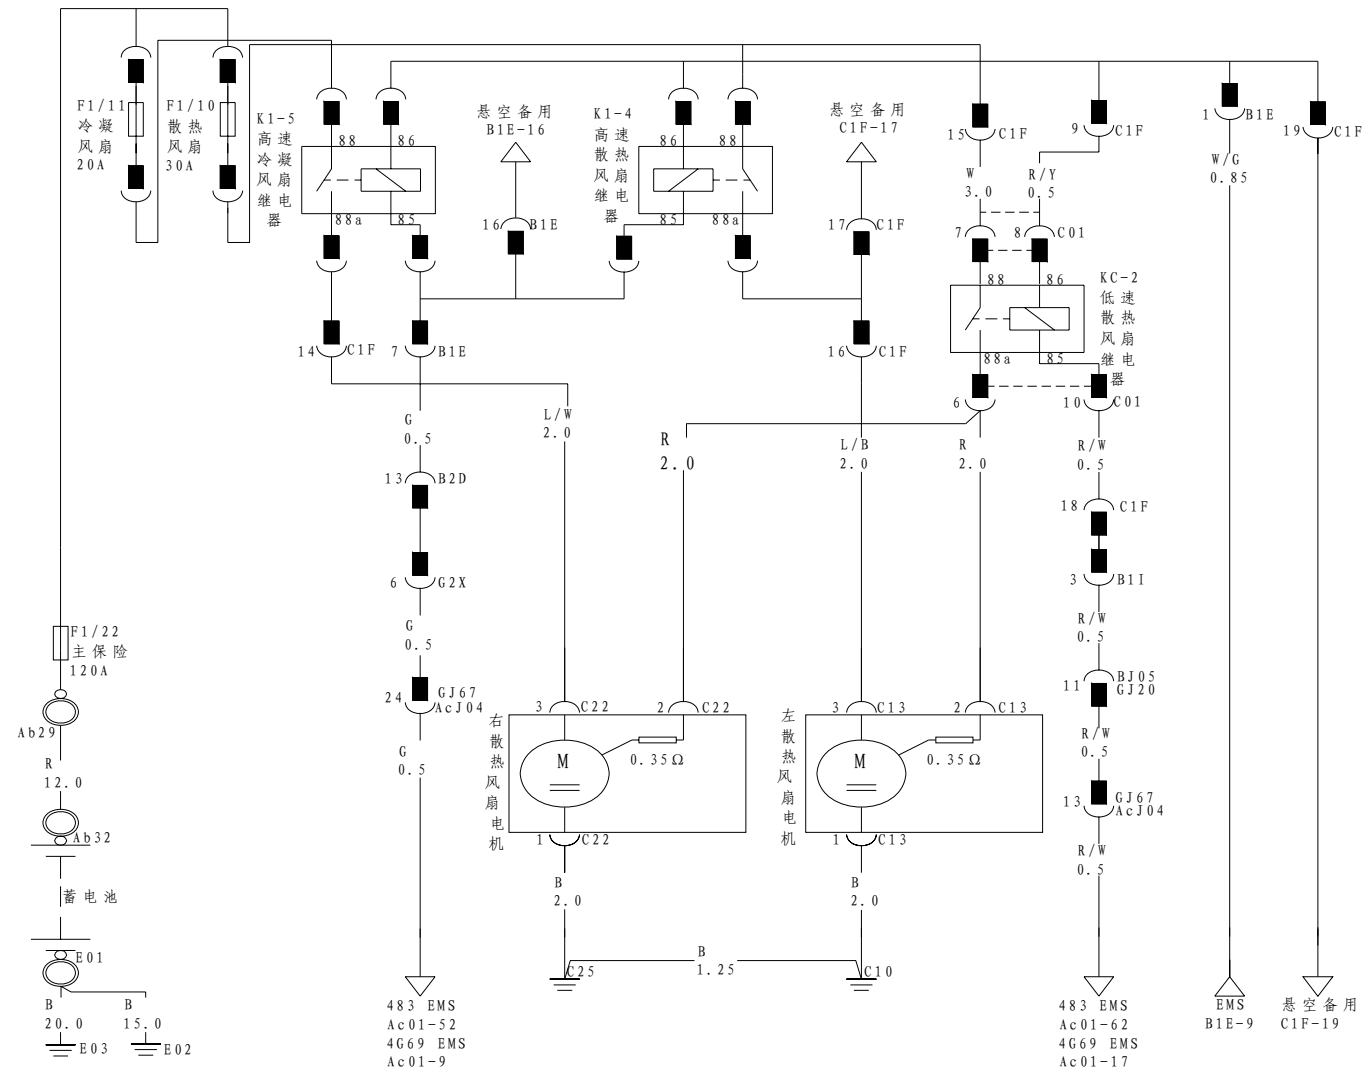 F1/11
冷凝
风扇
20A
F1/10
散热
风扇
30A
K1-5
高速
冷凝
风扇
继电
器
88
86
88a
85
悬空备用
B1E-16
16
B1E
K1-4
高速
散热
风扇
继电
器
86
88
85
88a
悬空备用
C1F-17
17
C1F
15
C1F
9
C1F
1
B1E
19
C1F
W
3.0
R/Y
0.5
W/G
0.85
7
8
C01
88
86
88a
85
KC-2
低速
散热
风扇
继电
器
14
C1F
7
B1E
16
C1F
6
10
C01
G
0.5
L/W
2.0
R
2.0
L/B
2.0
R
2.0
R/W
0.5
13
B2D
18
C1F
6
G2X
3
B1I
G
0.5
R/W
0.5
F1/22
主保险
120A
24
GJ67
AcJ04
11
BJ05
GJ20
Ab29
R
12.0
Ab32
蓄电池
E01
B
20.0
B
15.0
E03
E02
G
0.5
右散热风扇电机
3
C22
2
C22
M
0.35Ω
1
C22
左散热风扇电机
3
C13
2
C13
M
0.35Ω
1
C13
R/W
0.5
13
GJ67
AcJ04
R/W
0.5
B
2.0
B
2.0
B
1.25
C25
C10
483 EMS
Ac01-52
4G69 EMS
Ac01-9
483 EMS
Ac01-62
4G69 EMS
Ac01-17
EMS
B1E-9
悬空备用
C1F-19